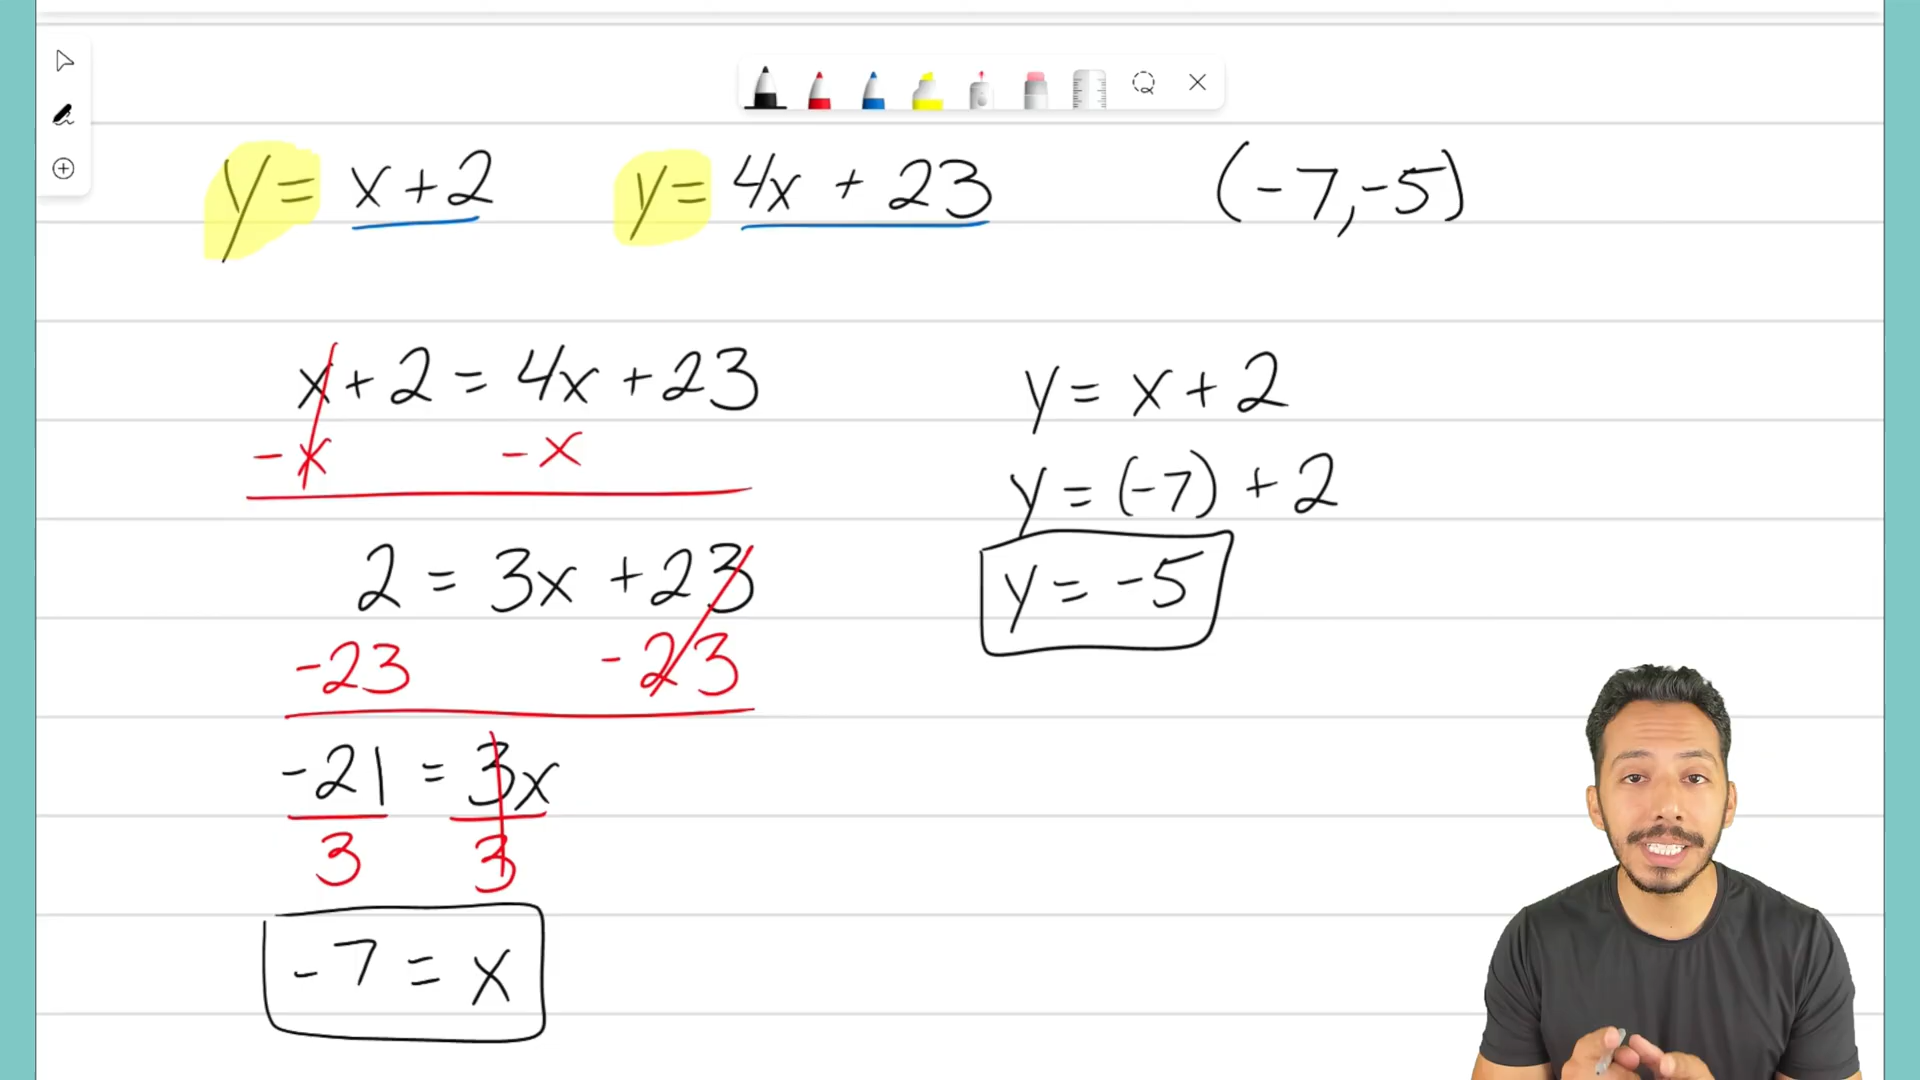 y = x + 2
y = 4x + 23
(-7, -5)
x + 2 = 4x + 23
-x -x
2 = 3x + 23
-23 -23
-21 = 3x
3 3
-7 = x
y = x + 2
y = (-7) + 2
y = -5